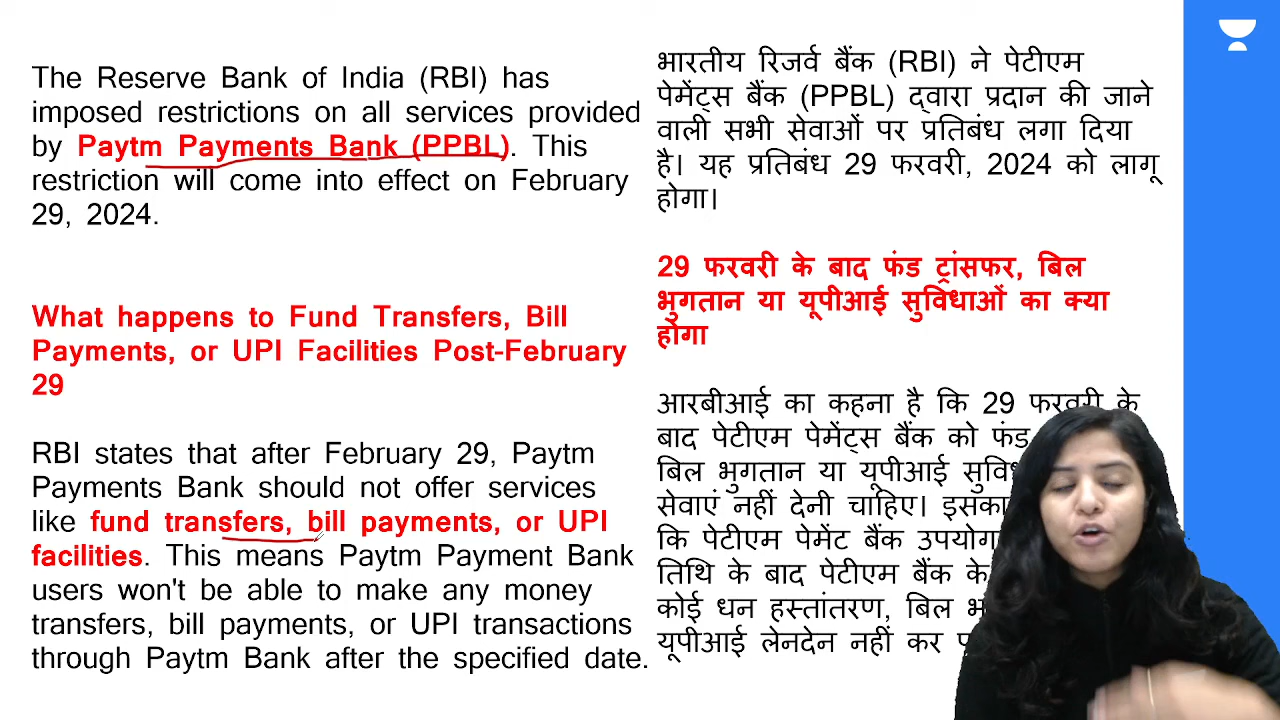 The Reserve Bank of India (RBI) has
imposed restrictions on all services provided
by Paytm Payments Bank (PPBL). This
restriction will come into effect on February
29, 2024.
What happens to Fund Transfers, Bill
Payments, or UPI Facilities Post-February
29
RBI states that after February 29, Paytm
Payments Bank should not offer services
like fund transfers, bill payments, or UPI
facilities. This means Paytm Payment Bank
users won't be able to make any money
transfers, bill payments, or UPI transactions
through Paytm Bank after the specified date.
भारतीय रिजर्व बैंक (RBI) ने पेटीएम
पेमेंट्स बैंक (PPBL) द्वारा प्रदान की जाने
वाली सभी सेवाओं पर प्रतिबंध लगा दिया
है। यह प्रतिबंध 29 फरवरी, 2024 को लागू
होगा।
29 फरवरी के बाद फंड ट्रांसफर, बिल
भुगतान या यूपीआई सुविधाओं का क्या
होगा
आरबीआई का कहना है कि 29 फरवरी के
बाद पेटीएम पेमेंट्स बैंक को फंड
बिल भुगतान या यूपीआई
सेवाएं नहीं देनी चाहिए।
कि पेटीएम पेमेंट बैंक
तिथि के बाद पेटीएम बैंक के
कोई धन हस्तांतरण, बिल
यूपीआई लेनदेन नहीं कर